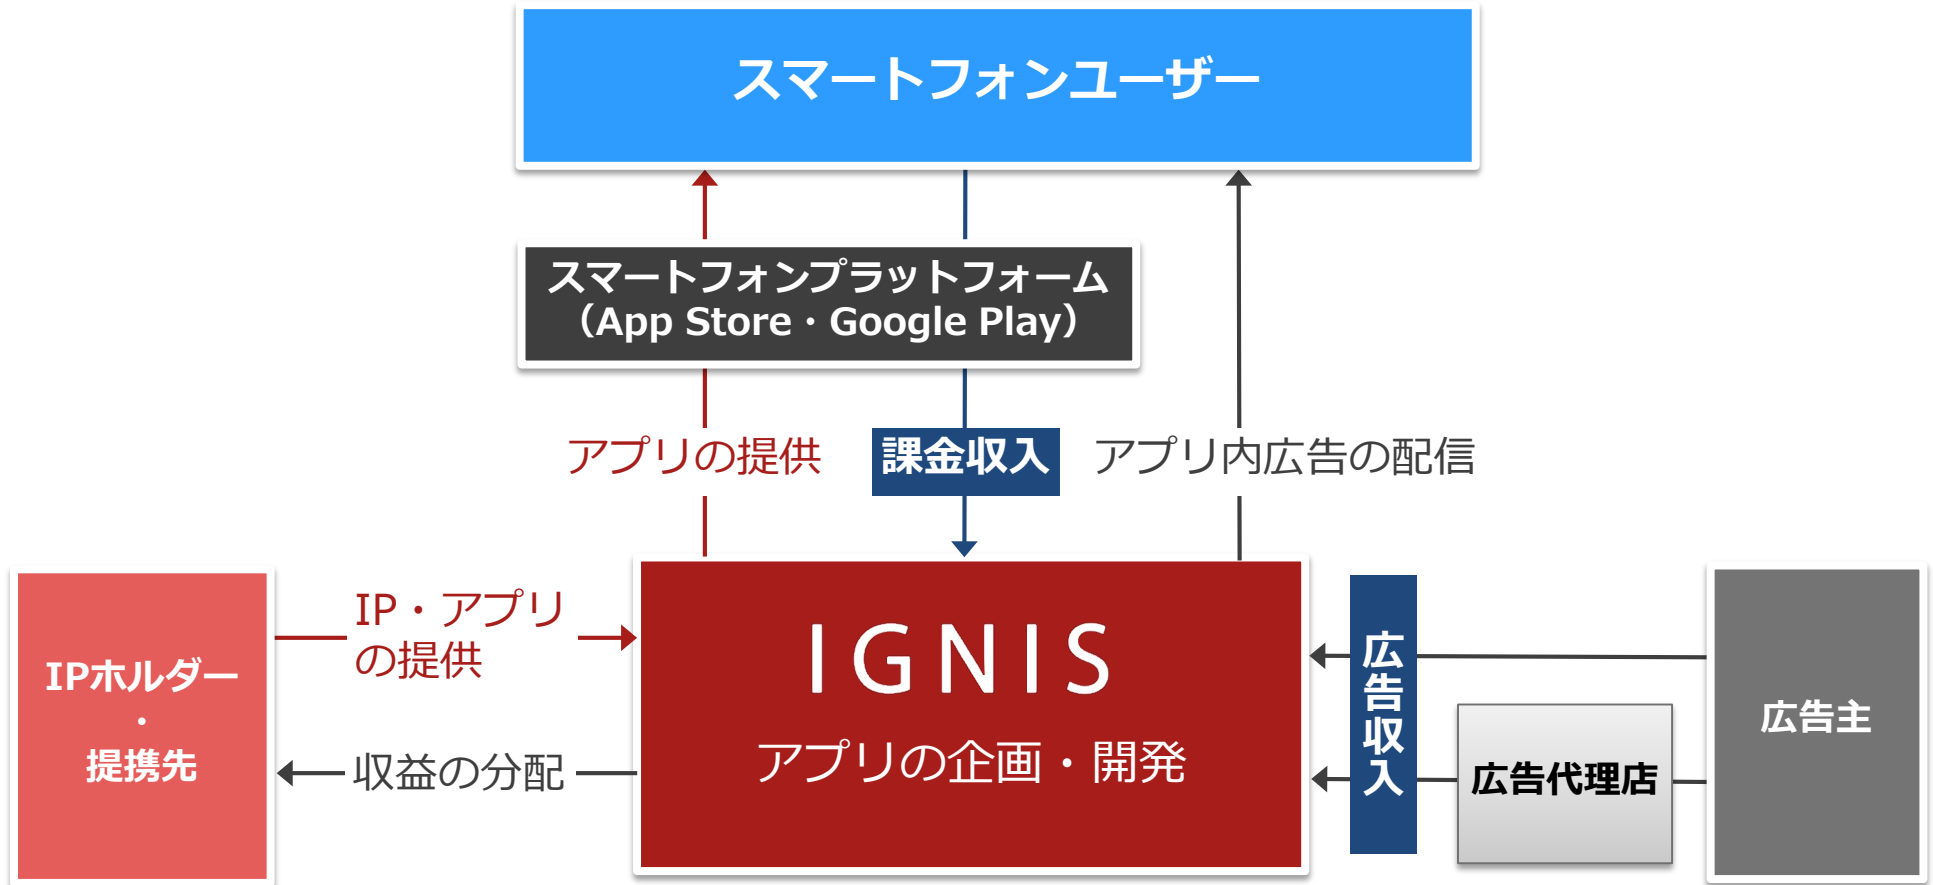 スマートフォンユーザー
スマートフォンプラットフォーム
（App Store・Google Play）
アプリの提供
課金収入
アプリ内広告の配信
IPホルダー
・
提携先
IP・アプリ
の提供
収益の分配
IGNIS
アプリの企画・開発
広告収入
広告代理店
広告主